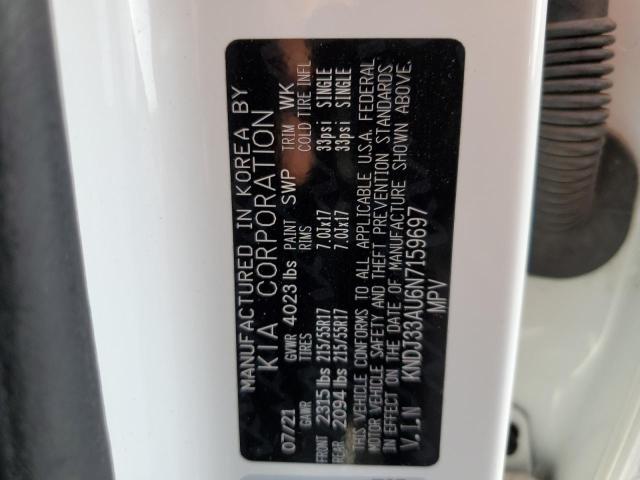 MANUFACTURED IN KOREA BY
KIA CORPORATION
07/21 GVWR 4023 lbs PAINT SWP TRIM WK
GAWR TIRES RIMS COLD TIRE INFL
FRONT 2315 lbs 215/55R17 7.0Jx17 33psi SINGLE
REAR 2094 lbs 215/55R17 7.0Jx17 33psi SINGLE
THIS VEHICLE CONFORMS TO ALL APPLICABLE U.S.A. FEDERAL
MOTOR VEHICLE SAFETY AND THEFT PREVENTION STANDARDS
IN EFFECT ON THE DATE OF MANUFACTURE SHOWN ABOVE.
V.I.N KNDJ33AU6N7159697
MPV